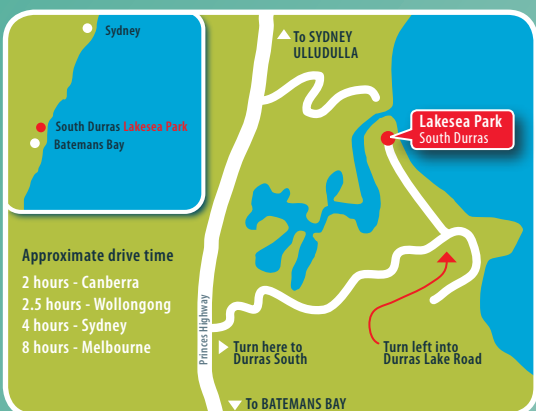 Sydney
South Durras Lakesea Park
Batemans Bay
To SYDNEY
ULLUDULLA
Lakesea Park
South Durras
Approximate drive time
2 hours - Canberra
2.5 hours - Wollongong
4 hours - Sydney
8 hours - Melbourne
Princes Highway
Turn here to
Durras South
Turn left into
Durras Lake Road
To BATEMANS BAY